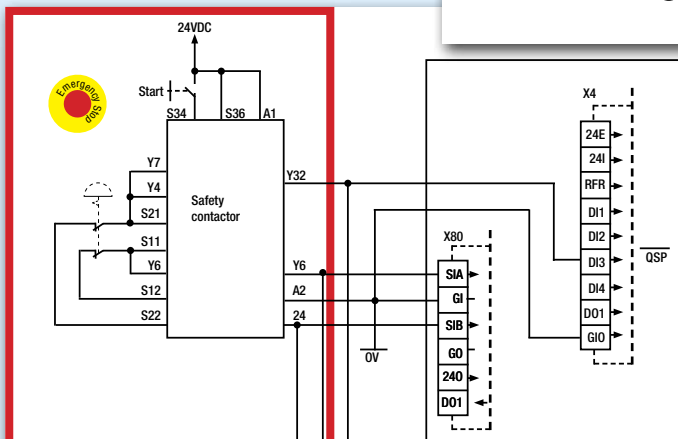 24VDC
Emergency Stop
Start
S34 S36 A1
X4
24E
24I
RFR
DI1
DI2
DI3
DI4
DO1
GIO
QSP
Y7
Y4
S21
S11
Y6
S12
S22
Safety
contactor
Y32
Y6
A2
24
0V
X80
SIA
GI
SIB
GO
24O
DO1